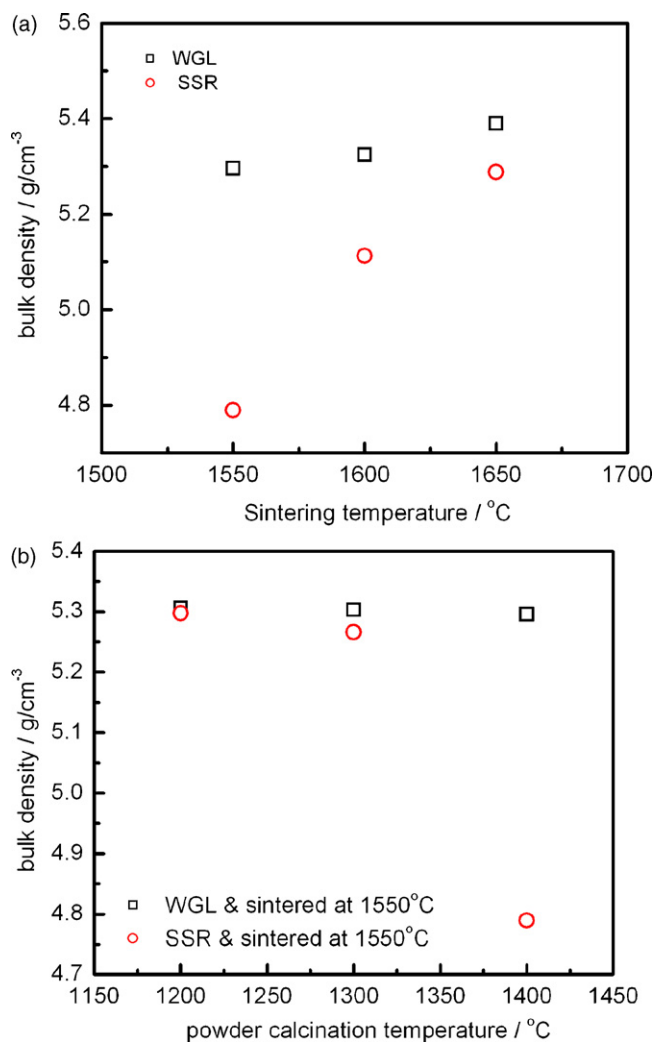 (a)
5.6
5.4
5.2
5.0
4.8
bulk density / g/cm⁻³
WGL
SSR
1500 1550 1600 1650 1700
Sintering temperature / °C
(b)
5.4
5.3
5.2
5.1
5.0
4.9
4.8
4.7
bulk density / g/cm⁻³
WGL & sintered at 1550°C
SSR & sintered at 1550°C
1150 1200 1250 1300 1350 1400 1450
powder calcination temperature / °C